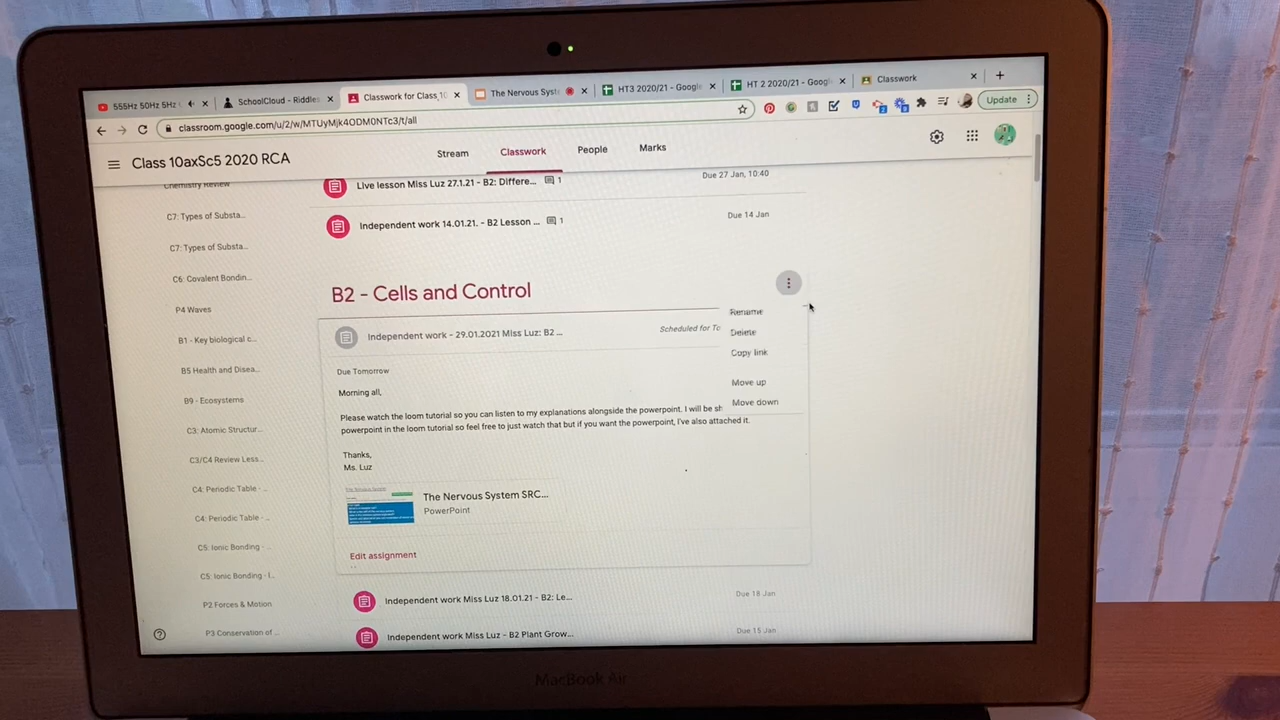 555Hz 50Hz 5Hz
SchoolCloud - Riddles
Classwork for Class 10
The Nervous Syst
HT3 2020/21 - Google
HT 2 2020/21 - Goog
Classwork
classroom.google.com/u/2/w/MTUyMjk4ODM0NTc3/t/all
Update
Class 10axSc5 2020 RCA
Stream
Classwork
People
Marks
Chemistry Review
C7: Types of Substa...
C7: Types of Substa...
C6: Covalent Bondin...
P4 Waves
B1 - Key biological c...
B5 Health and Disea...
B9 - Ecosystems
C3: Atomic Structur...
C3/C4 Review Less...
C4: Periodic Table - ...
C4: Periodic Table - ..
C5: Ionic Bonding - ...
C5: Ionic Bonding - I...
P2 Forces & Motion
P3 Conservation of ...
Live lesson Miss Luz 27.1.21 - B2: Differe... 1
Due 27 Jan, 10:40
Independent work 14.01.21. - B2 Lesson ... 1
Due 14 Jan
B2 - Cells and Control
Independent work - 29.01.2021 Miss Luz: B2 ...
Scheduled for To
Rename
Delete
Copy link
Move up
Move down
Due Tomorrow
Morning all,
Please watch the loom tutorial so you can listen to my explanations alongside the powerpoint. I will be sh
powerpoint in the loom tutorial so feel free to just watch that but if you want the powerpoint, I've also attached it.
Thanks,
Ms. Luz
The Nervous System SRC...
PowerPoint
Edit assignment
Independent work Miss Luz 18.01.21 - B2: Le...
Due 18 Jan
Independent work Miss Luz - B2 Plant Grow...
Due 15 Jan
MacBook Air